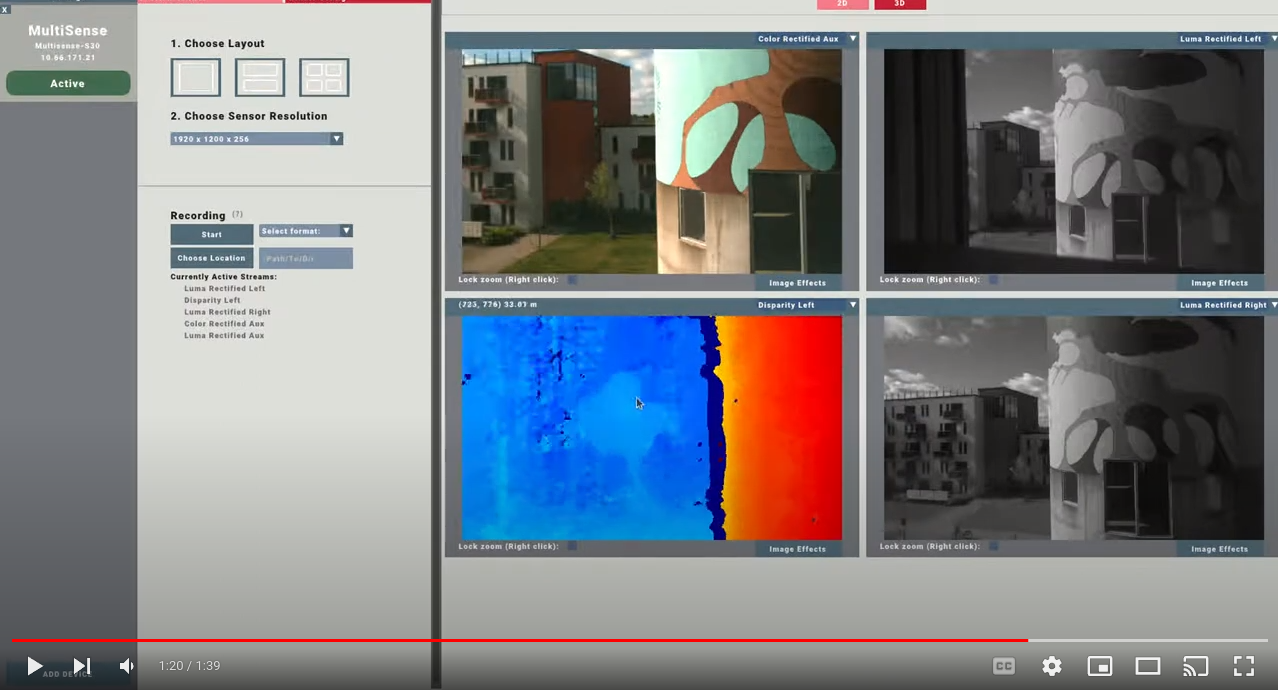 x
MultiSense
Multisense-S30
10.66.171.21
Active
ADD DEVICE
1. Choose Layout
2. Choose Sensor Resolution
1920 x 1200 x 256
Recording (?)
Start
Select format:
Choose Location
Path/To/Dir
Currently Active Streams:
Luma Rectified Left
Disparity Left
Luma Rectified Right
Color Rectified Aux
Luma Rectified Aux
2D
3D
Color Rectified Aux
Lock zoom (Right click):
Image Effects
Luma Rectified Left
Lock zoom (Right click):
Image Effects
Disparity Left
Lock zoom (Right click):
Image Effects
Luma Rectified Right
Lock zoom (Right click):
Image Effects
1:20 / 1:39
CC